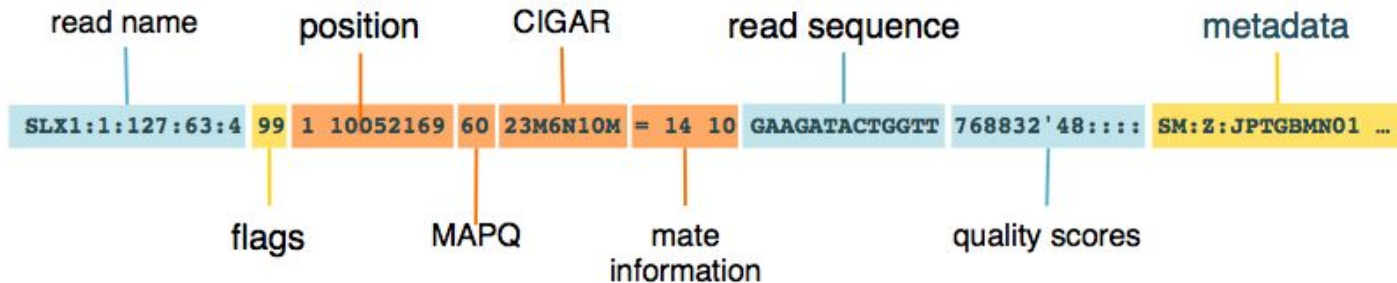 read name position CIGAR read sequence metadata
SLX1:1:127:63:4 99 1 10052169 60 23M6N10M = 14 10 GAAGATACTGGTT 768832'48:::: SM:Z:JPTGBMN01 …
flags MAPQ mate information quality scores